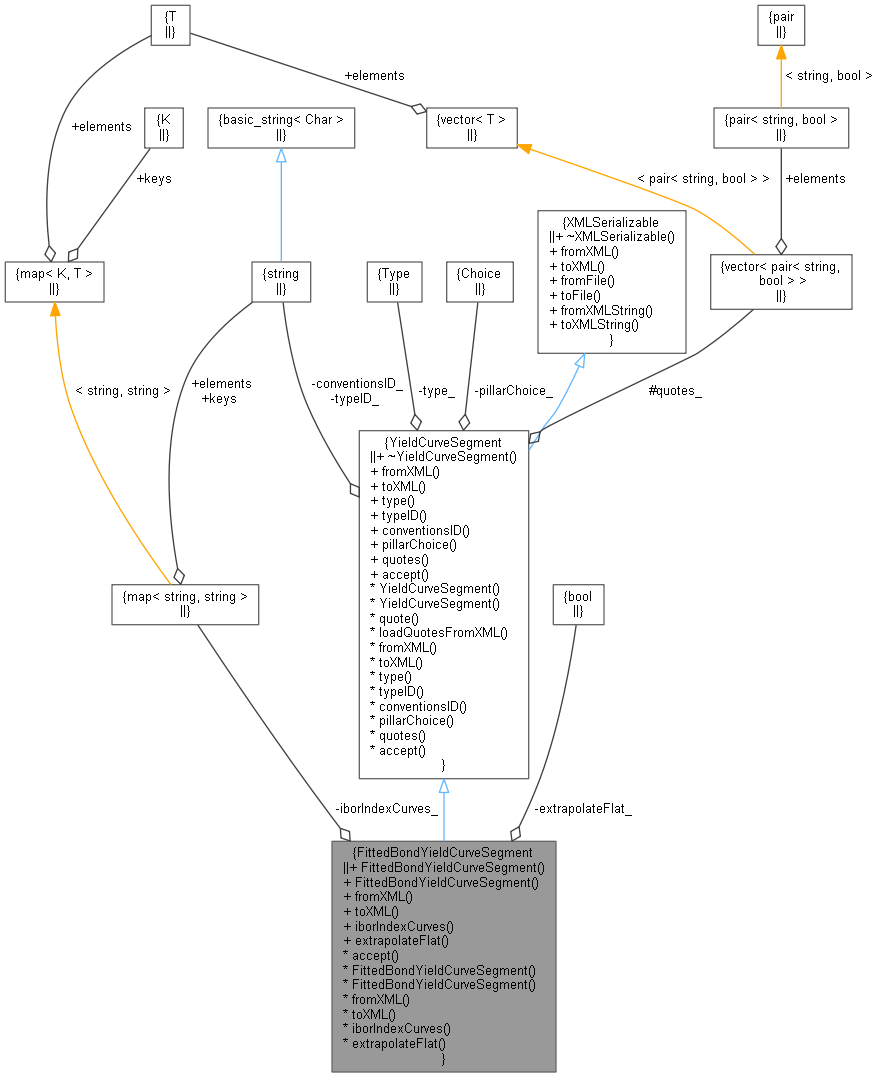 {T
||}
{pair
||}
+elements
< string, bool >
+elements
{K
||}
{basic_string< Char >
||}
{vector< T >
||}
{pair< string, bool >
||}
+keys
< pair< string, bool > >
+elements
{XMLSerializable
||+ ~XMLSerializable()
+ fromXML()
+ toXML()
+ fromFile()
+ toFile()
+ fromXMLString()
+ toXMLString()
}
{map< K, T >
||}
{string
||}
{Type
||}
{Choice
||}
{vector< pair< string,
bool > >
||}
< string, string >
+elements
+keys
-conventionsID_
-typeID_
-type_
-pillarChoice_
#quotes_
{YieldCurveSegment
||+ ~YieldCurveSegment()
+ fromXML()
+ toXML()
+ type()
+ typeID()
+ conventionsID()
+ pillarChoice()
+ quotes()
+ accept()
* YieldCurveSegment()
* YieldCurveSegment()
* quote()
* loadQuotesFromXML()
* fromXML()
* toXML()
* type()
* typeID()
* conventionsID()
* pillarChoice()
* quotes()
* accept()
}
{map< string, string >
||}
{bool
||}
-iborIndexCurves_
-extrapolateFlat_
{FittedBondYieldCurveSegment
||+ FittedBondYieldCurveSegment()
+ FittedBondYieldCurveSegment()
+ fromXML()
+ toXML()
+ iborIndexCurves()
+ extrapolateFlat()
* accept()
* FittedBondYieldCurveSegment()
* FittedBondYieldCurveSegment()
* fromXML()
* toXML()
* iborIndexCurves()
* extrapolateFlat()
}